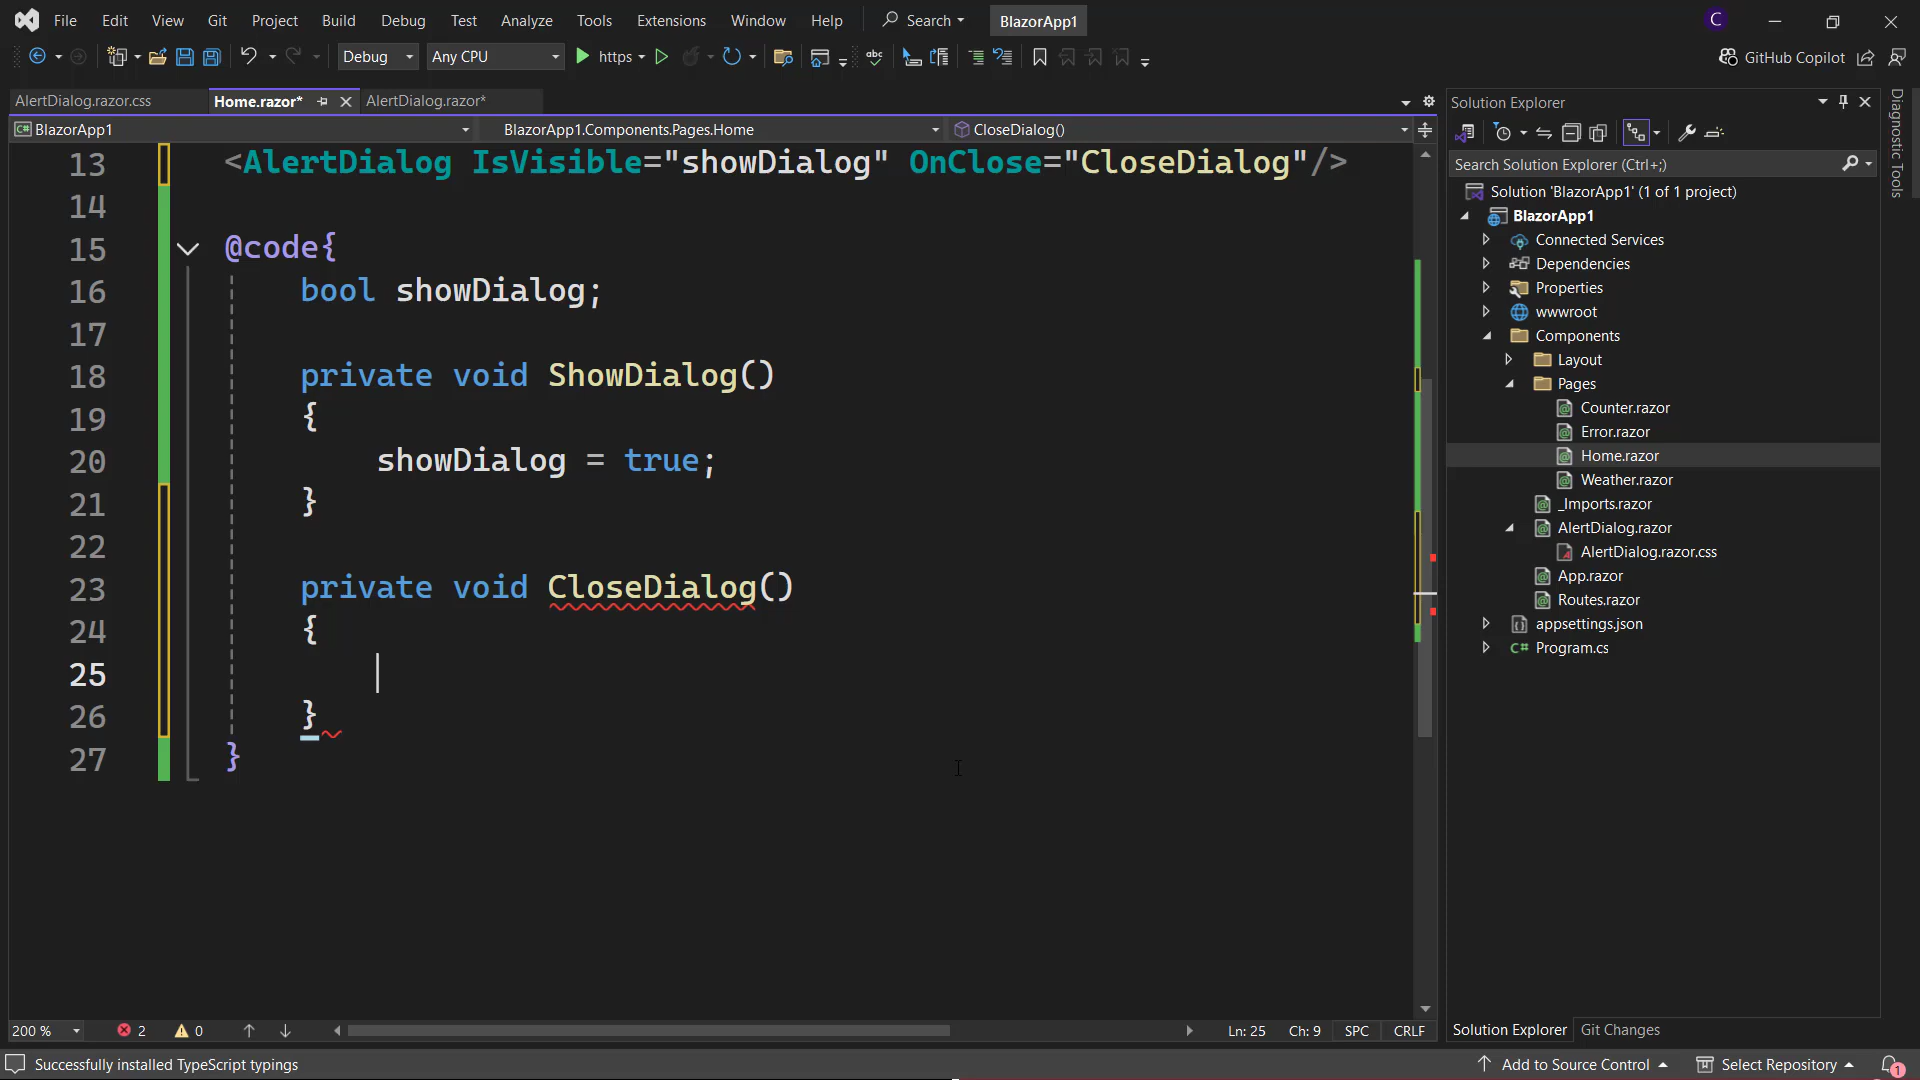 File Edit View Git Project Build Debug Test Analyze Tools Extensions Window Help Search BlazorApp1 C
Debug Any CPU https abc GitHub Copilot
AlertDialog.razor.css Home.razor* AlertDialog.razor*
BlazorApp1 BlazorApp1.Components.Pages.Home CloseDialog()
13 <AlertDialog IsVisible="showDialog" OnClose="CloseDialog"/>
14
15 @code{
16 bool showDialog;
17
18 private void ShowDialog()
19 {
20 showDialog = true;
21 }
22
23 private void CloseDialog()
24 {
25
26 }
27 }
200 % 2 0 Ln: 25 Ch: 9 SPC CRLF
Solution Explorer
Search Solution Explorer (Ctrl+;)
Solution 'BlazorApp1' (1 of 1 project)
BlazorApp1
Connected Services
Dependencies
Properties
wwwroot
Components
Layout
Pages
Counter.razor
Error.razor
Home.razor
Weather.razor
_Imports.razor
AlertDialog.razor
AlertDialog.razor.css
App.razor
Routes.razor
appsettings.json
C# Program.cs
Solution Explorer Git Changes
Diagnostic Tools
Successfully installed TypeScript typings Add to Source Control Select Repository 1